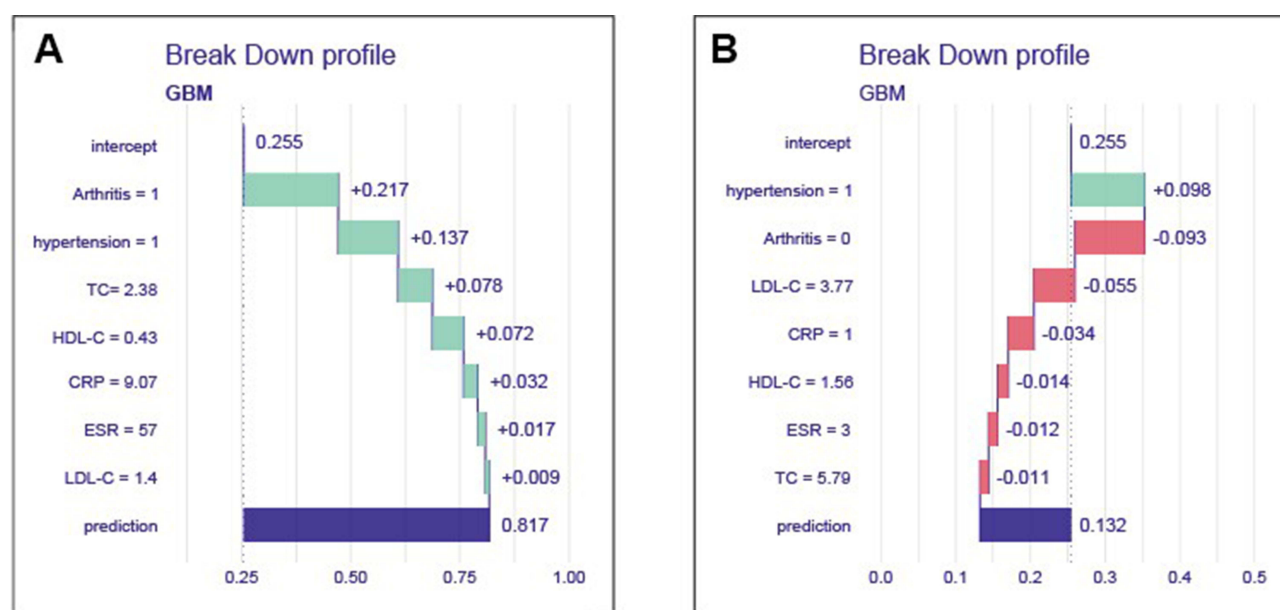 A
Break Down profile
GBM
intercept 0.255
Arthritis = 1 +0.217
hypertension = 1 +0.137
TC= 2.38 +0.078
HDL-C = 0.43 +0.072
CRP = 9.07 +0.032
ESR = 57 +0.017
LDL-C = 1.4 +0.009
prediction 0.817
0.25 0.50 0.75 1.00
B
Break Down profile
GBM
intercept 0.255
hypertension = 1 +0.098
Arthritis = 0 -0.093
LDL-C = 3.77 -0.055
CRP = 1 -0.034
HDL-C = 1.56 -0.014
ESR = 3 -0.012
TC = 5.79 -0.011
prediction 0.132
0.0 0.1 0.2 0.3 0.4 0.5